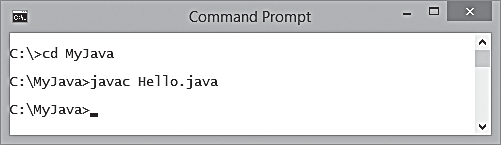 Command Prompt
C:\>cd MyJava
C:\MyJava>javac Hello.java
C:\MyJava>